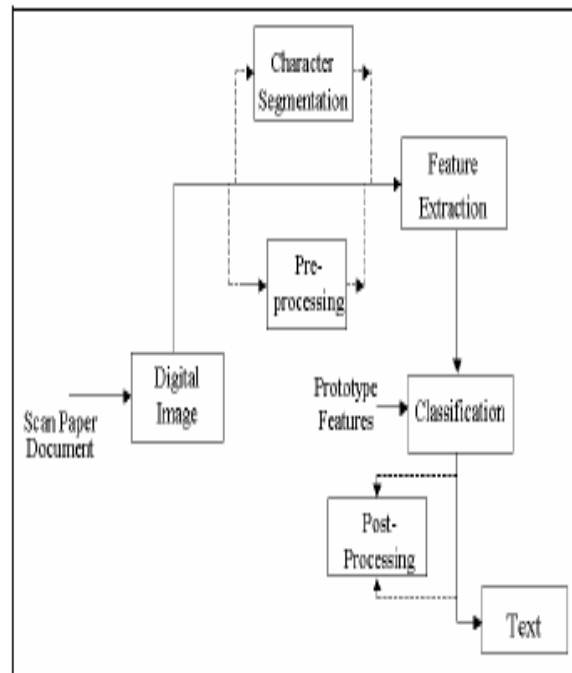 Character
Segmentation
Feature
Extraction
Pre-
processing
Digital
Image
Scan Paper
Document
Prototype
Features
Classification
Post-
Processing
Text